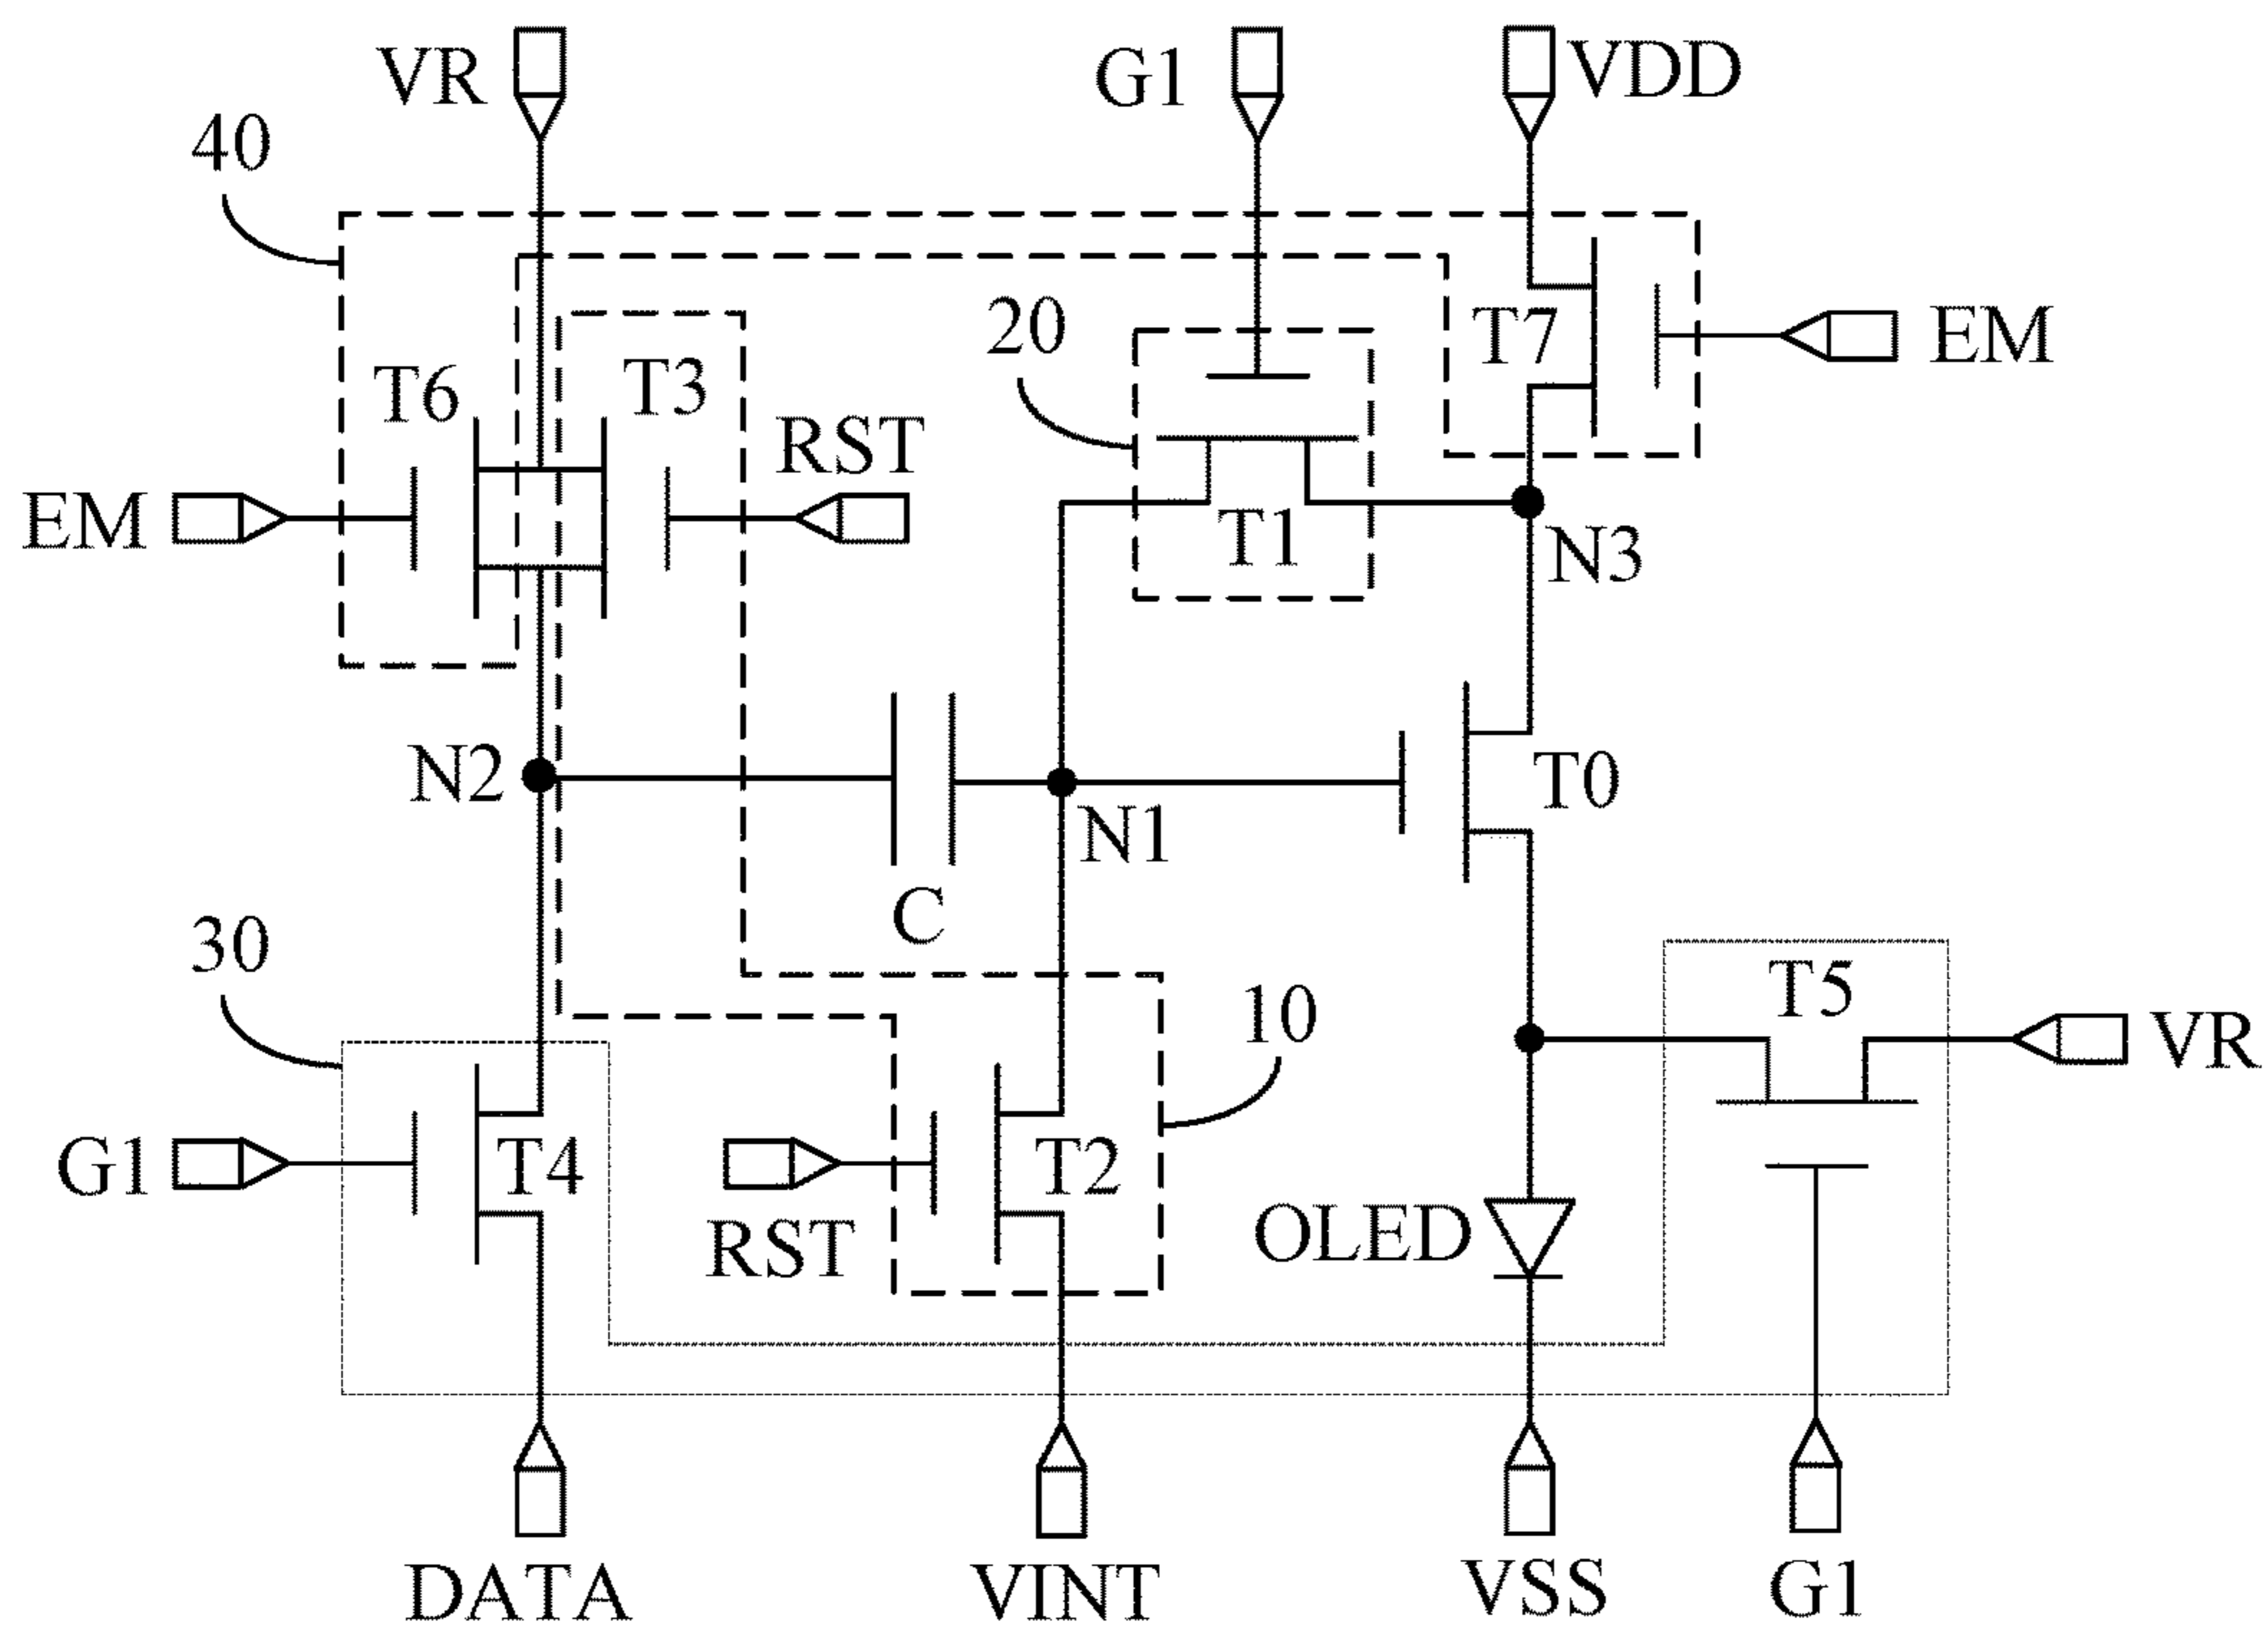 VR
G1
VDD
40
20
T7
EM
T6
T3
RST
EM
T1
N3
N2
T0
N1
C
30
T5
10
VR
G1
T4
T2
RST
OLED
DATA
VINT
VSS
G1